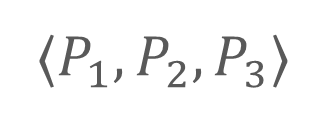 ⟨P₁, P₂, P₃⟩